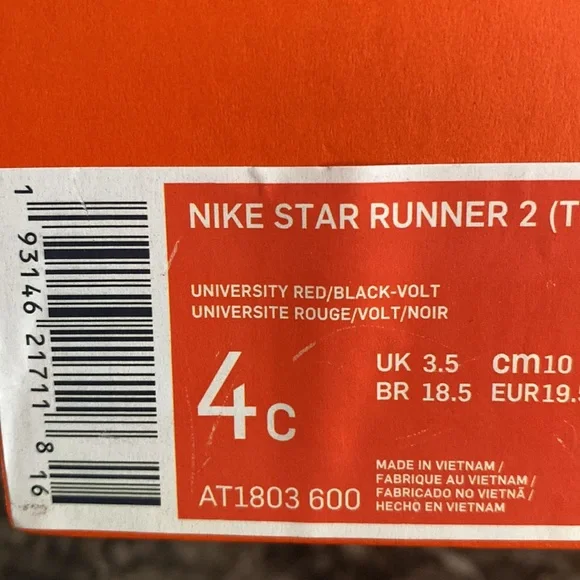 NIKE STAR RUNNER 2 (T
UNIVERSITY RED/BLACK-VOLT
UNIVERSITE ROUGE/VOLT/NOIR
4C
UK 3.5 cm10
BR 18.5 EUR19.5
AT1803 600
MADE IN VIETNAM/
FABRIQUE AU VIETNAM/
FABRICADO NO VIETNÃ/
HECHO EN VIETNAM
1 93146 21711 8 16